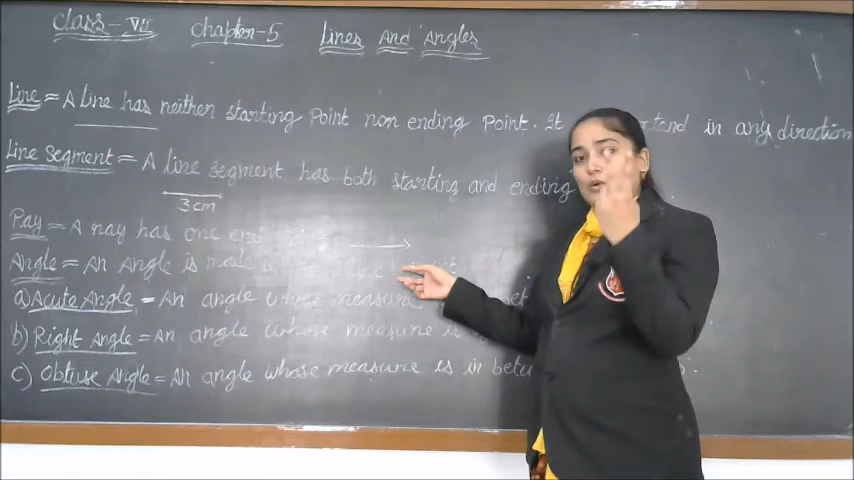 Class - VII Chapter-5 Lines And Angles
Line = A Line has neither starting Point non ending Point. It in any direction
Line Segment = A Line segment has both starting and ending
3cm
Ray = A ray has one end
Angle = An Angle is made
a) Acute Angle = An angle whose measure
b) Right Angle = An angle whose measure
c) Obtuse Angle = An angle whose measure is in